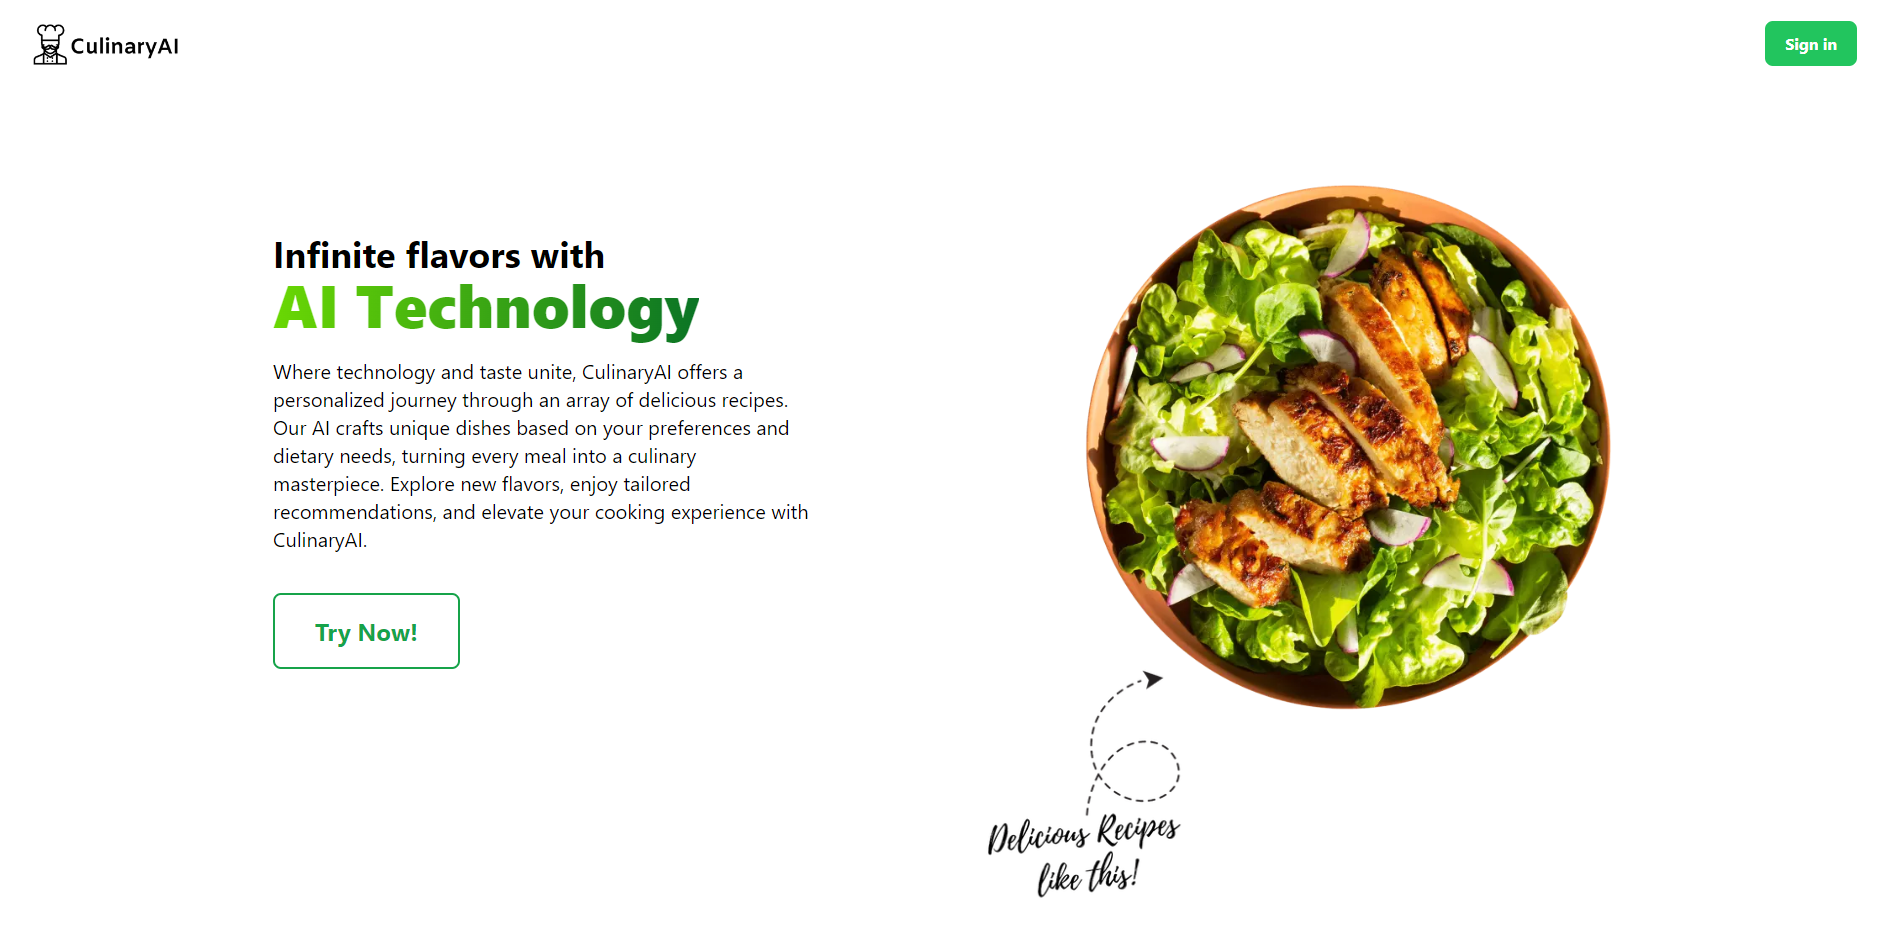 CulinaryAI
Sign in
Infinite flavors with
AI Technology
Where technology and taste unite, CulinaryAI offers a
personalized journey through an array of delicious recipes.
Our AI crafts unique dishes based on your preferences and
dietary needs, turning every meal into a culinary
masterpiece. Explore new flavors, enjoy tailored
recommendations, and elevate your cooking experience with
CulinaryAI.
Try Now!
Delicious Recipes
like this!